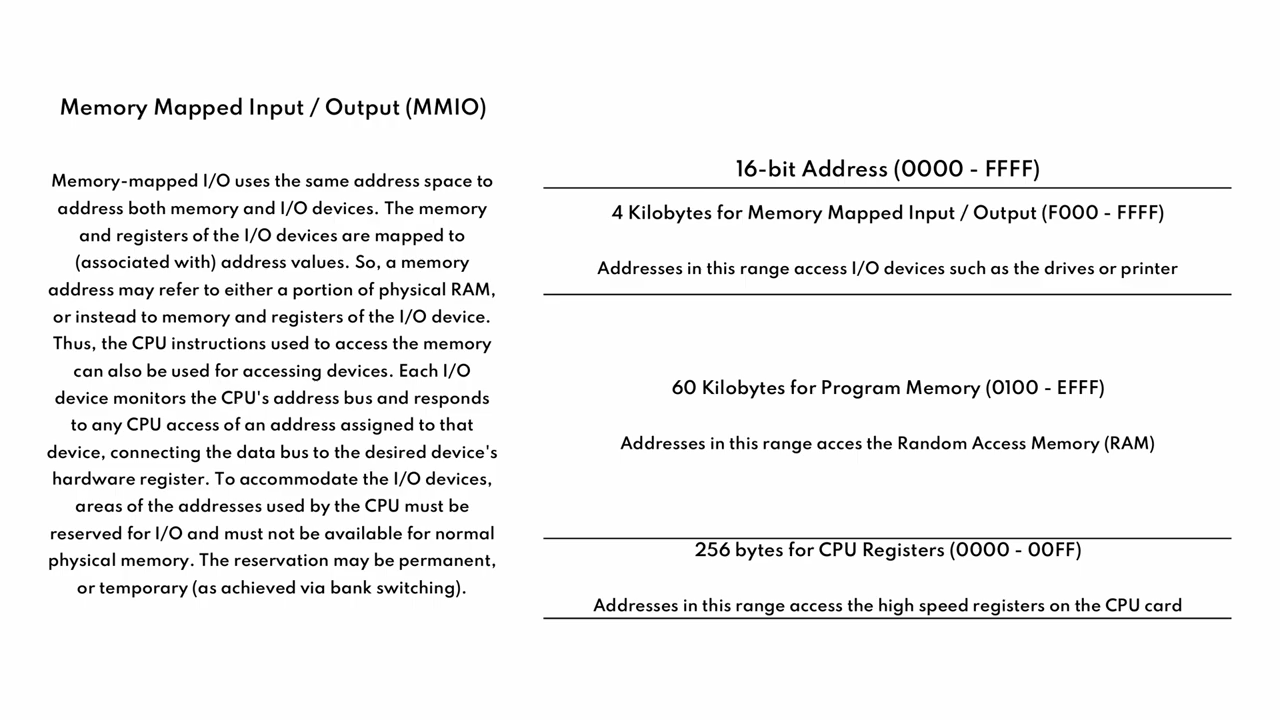 Memory Mapped Input / Output (MMIO)
Memory-mapped I/O uses the same address space to
address both memory and I/O devices. The memory
and registers of the I/O devices are mapped to
(associated with) address values. So, a memory
address may refer to either a portion of physical RAM,
or instead to memory and registers of the I/O device.
Thus, the CPU instructions used to access the memory
can also be used for accessing devices. Each I/O
device monitors the CPU's address bus and responds
to any CPU access of an address assigned to that
device, connecting the data bus to the desired device's
hardware register. To accommodate the I/O devices,
areas of the addresses used by the CPU must be
reserved for I/O and must not be available for normal
physical memory. The reservation may be permanent,
or temporary (as achieved via bank switching).
16-bit Address (0000 - FFFF)
4 Kilobytes for Memory Mapped Input / Output (F000 - FFFF)
Addresses in this range access I/O devices such as the drives or printer
60 Kilobytes for Program Memory (0100 - EFFF)
Addresses in this range acces the Random Access Memory (RAM)
256 bytes for CPU Registers (0000 - 00FF)
Addresses in this range access the high speed registers on the CPU card